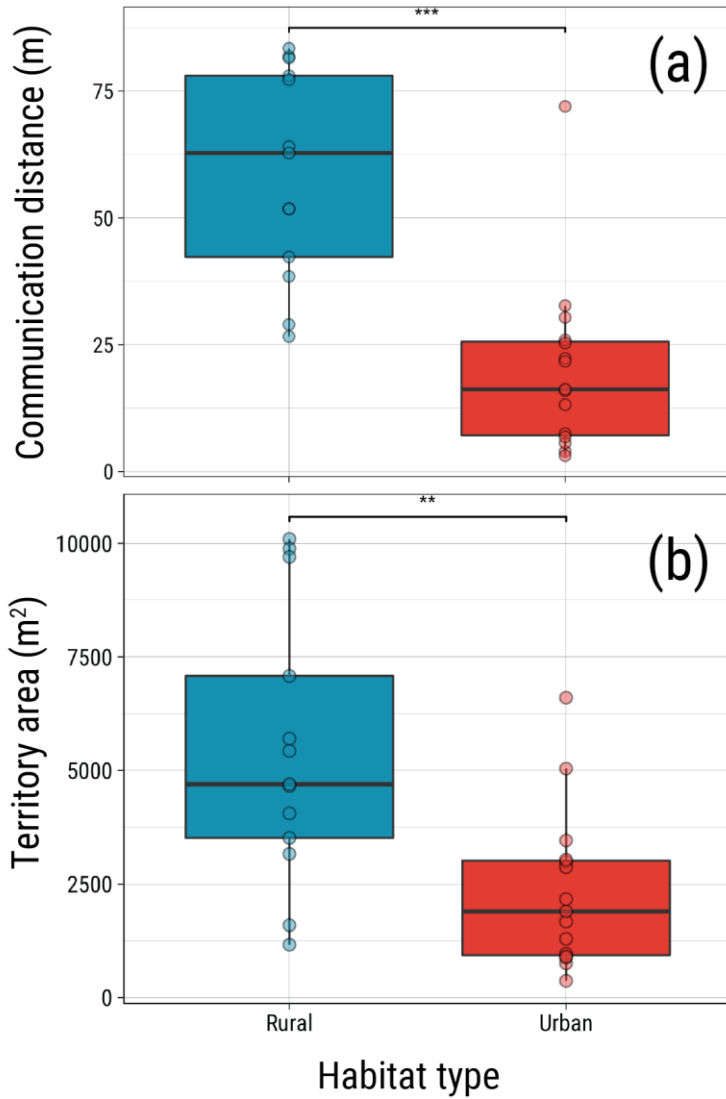 ***
(a)
Communication distance (m)
75
50
25
0
**
(b)
Territory area (m²)
10000
7500
5000
2500
0
Rural
Urban
Habitat type